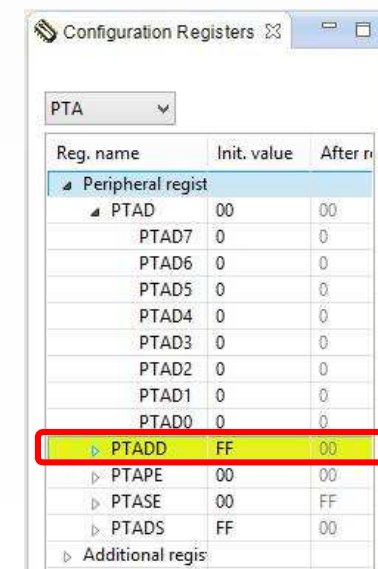 Configuration Registers
PTA
Reg. name Init. value After r
Peripheral regist
PTAD 00 00
PTAD7 0 0
PTAD6 0 0
PTAD5 0 0
PTAD4 0 0
PTAD3 0 0
PTAD2 0 0
PTAD1 0 0
PTAD0 0 0
PTADD FF 00
PTAPE 00 00
PTASE 00 FF
PTADS FF 00
Additional regis